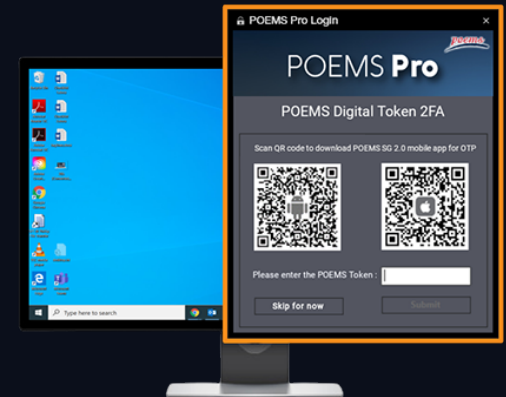 POEMS Pro Login
poems
POEMS Pro
POEMS Digital Token 2FA
Scan QR code to download POEMS SG 2.0 mobile app for OTP
Please enter the POEMS Token :
Skip for now
Submit
Type here to search